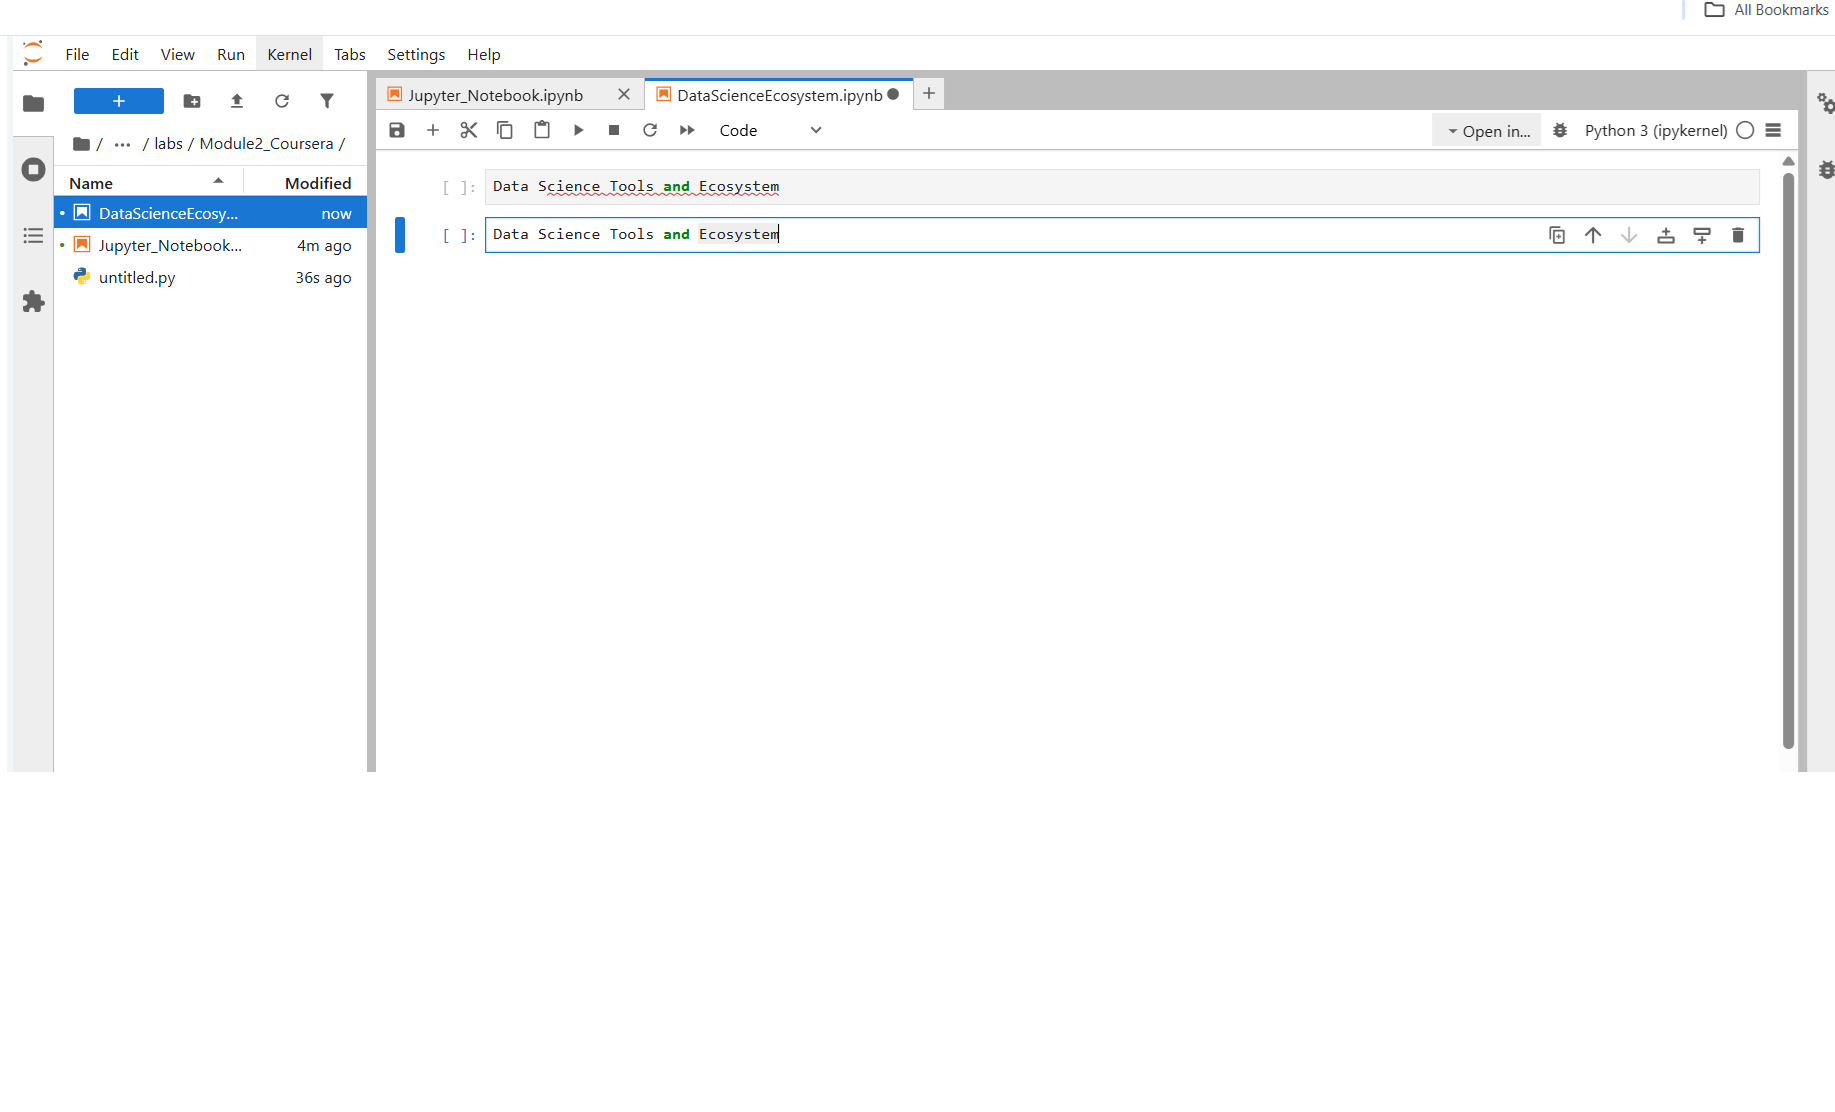 All Bookmarks
File Edit View Run Kernel Tabs Settings Help
Jupyter_Notebook.ipynb DataScienceEcosystem.ipynb
Code Open in... Python 3 (ipykernel)
/ ... / labs / Module2_Coursera /
Name Modified
DataScienceEcosy... now
Jupyter_Notebook... 4m ago
untitled.py 36s ago
[ ]: Data Science Tools and Ecosystem
[ ]: Data Science Tools and Ecosystem